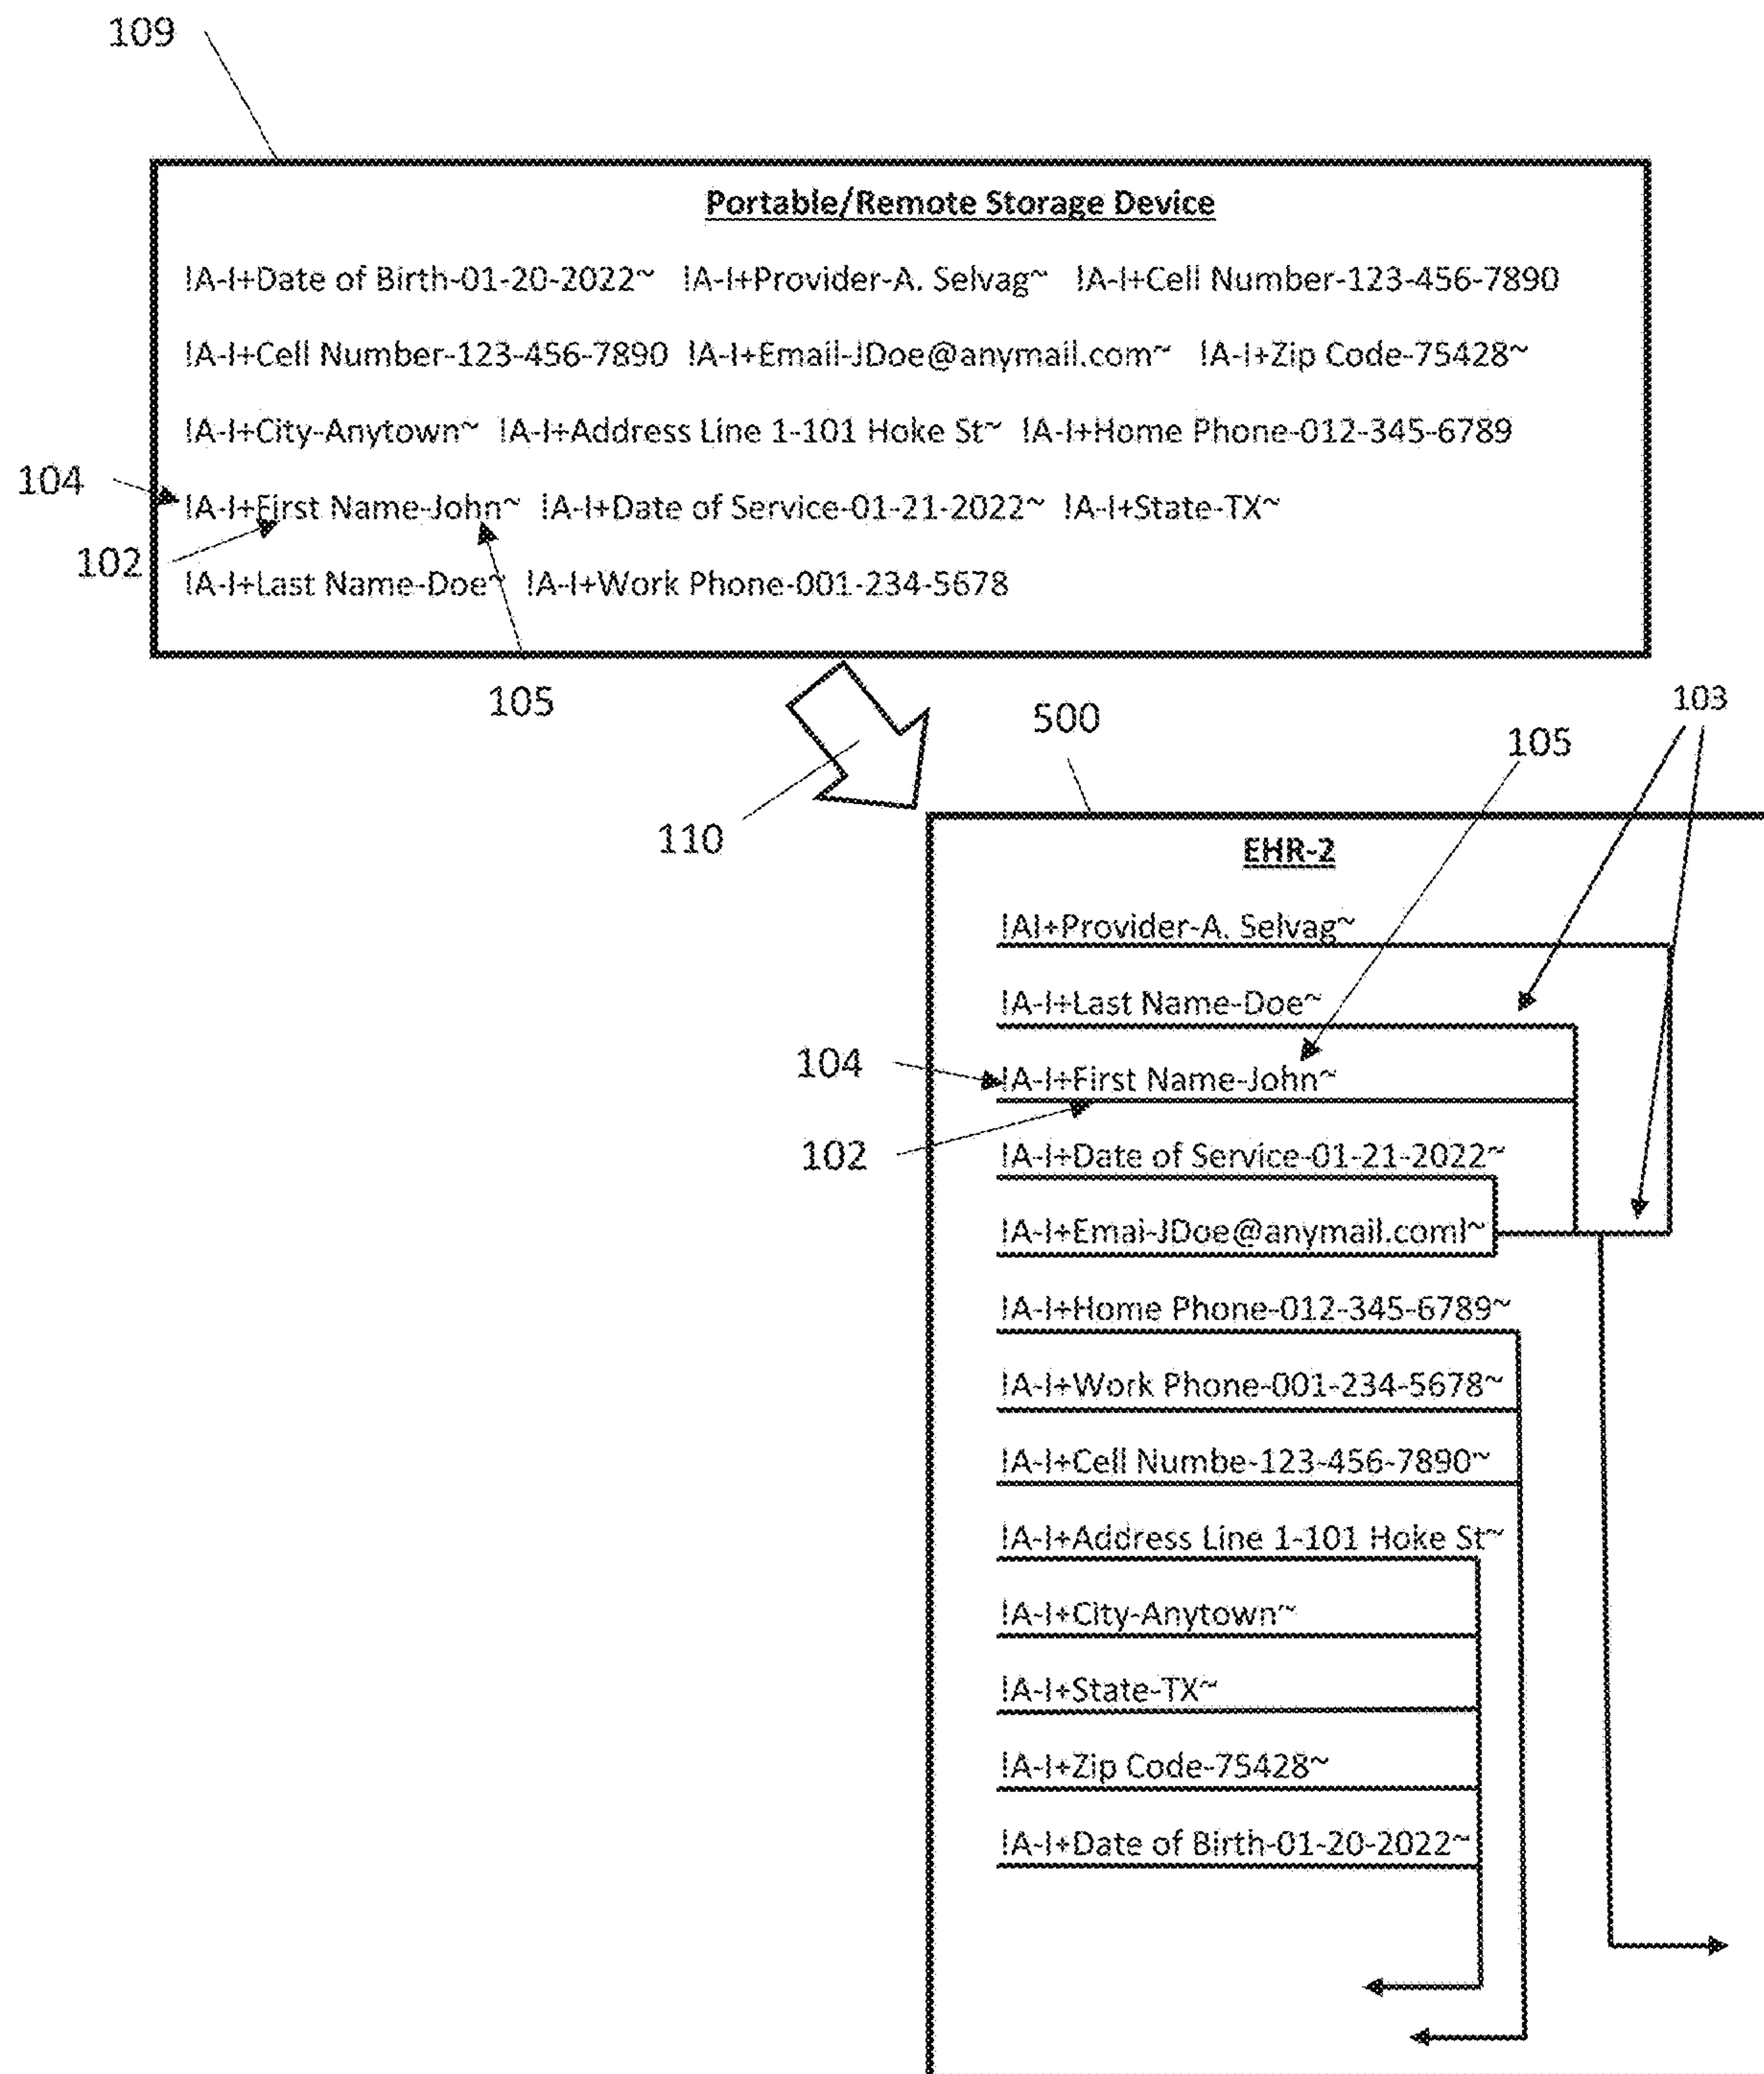 109
Portable/Remote Storage Device
!A-I+Date of Birth-01-20-2022~ !A-I+Provider-A. Selvag~ !A-I+Cell Number-123-456-7890
!A-I+Cell Number-123-456-7890 !A-I+Email-JDoe@anymail.com~ !A-I+Zip Code-75428~
!A-I+City-Anytown~ !A-I+Address Line 1-101 Hoke St~ !A-I+Home Phone-012-345-6789
104
!A-I+First Name-John~ !A-I+Date of Service-01-21-2022~ !A-I+State-TX~
102
!A-I+Last Name-Doe~ !A-I+Work Phone-001-234-5678
105
103
500
105
110
EHR-2
!AI+Provider-A. Selvag~
!A-I+Last Name-Doe~
104
!A-I+First Name-John~
102
!A-I+Date of Service-01-21-2022~
!A-I+Emai-JDoe@anymail.coml~
!A-I+Home Phone-012-345-6789~
!A-I+Work Phone-001-234-5678~
!A-I+Cell Numbe-123-456-7890~
!A-I+Address Line 1-101 Hoke St~
!A-I+City-Anytown~
!A-I+State-TX~
!A-I+Zip Code-75428~
!A-I+Date of Birth-01-20-2022~